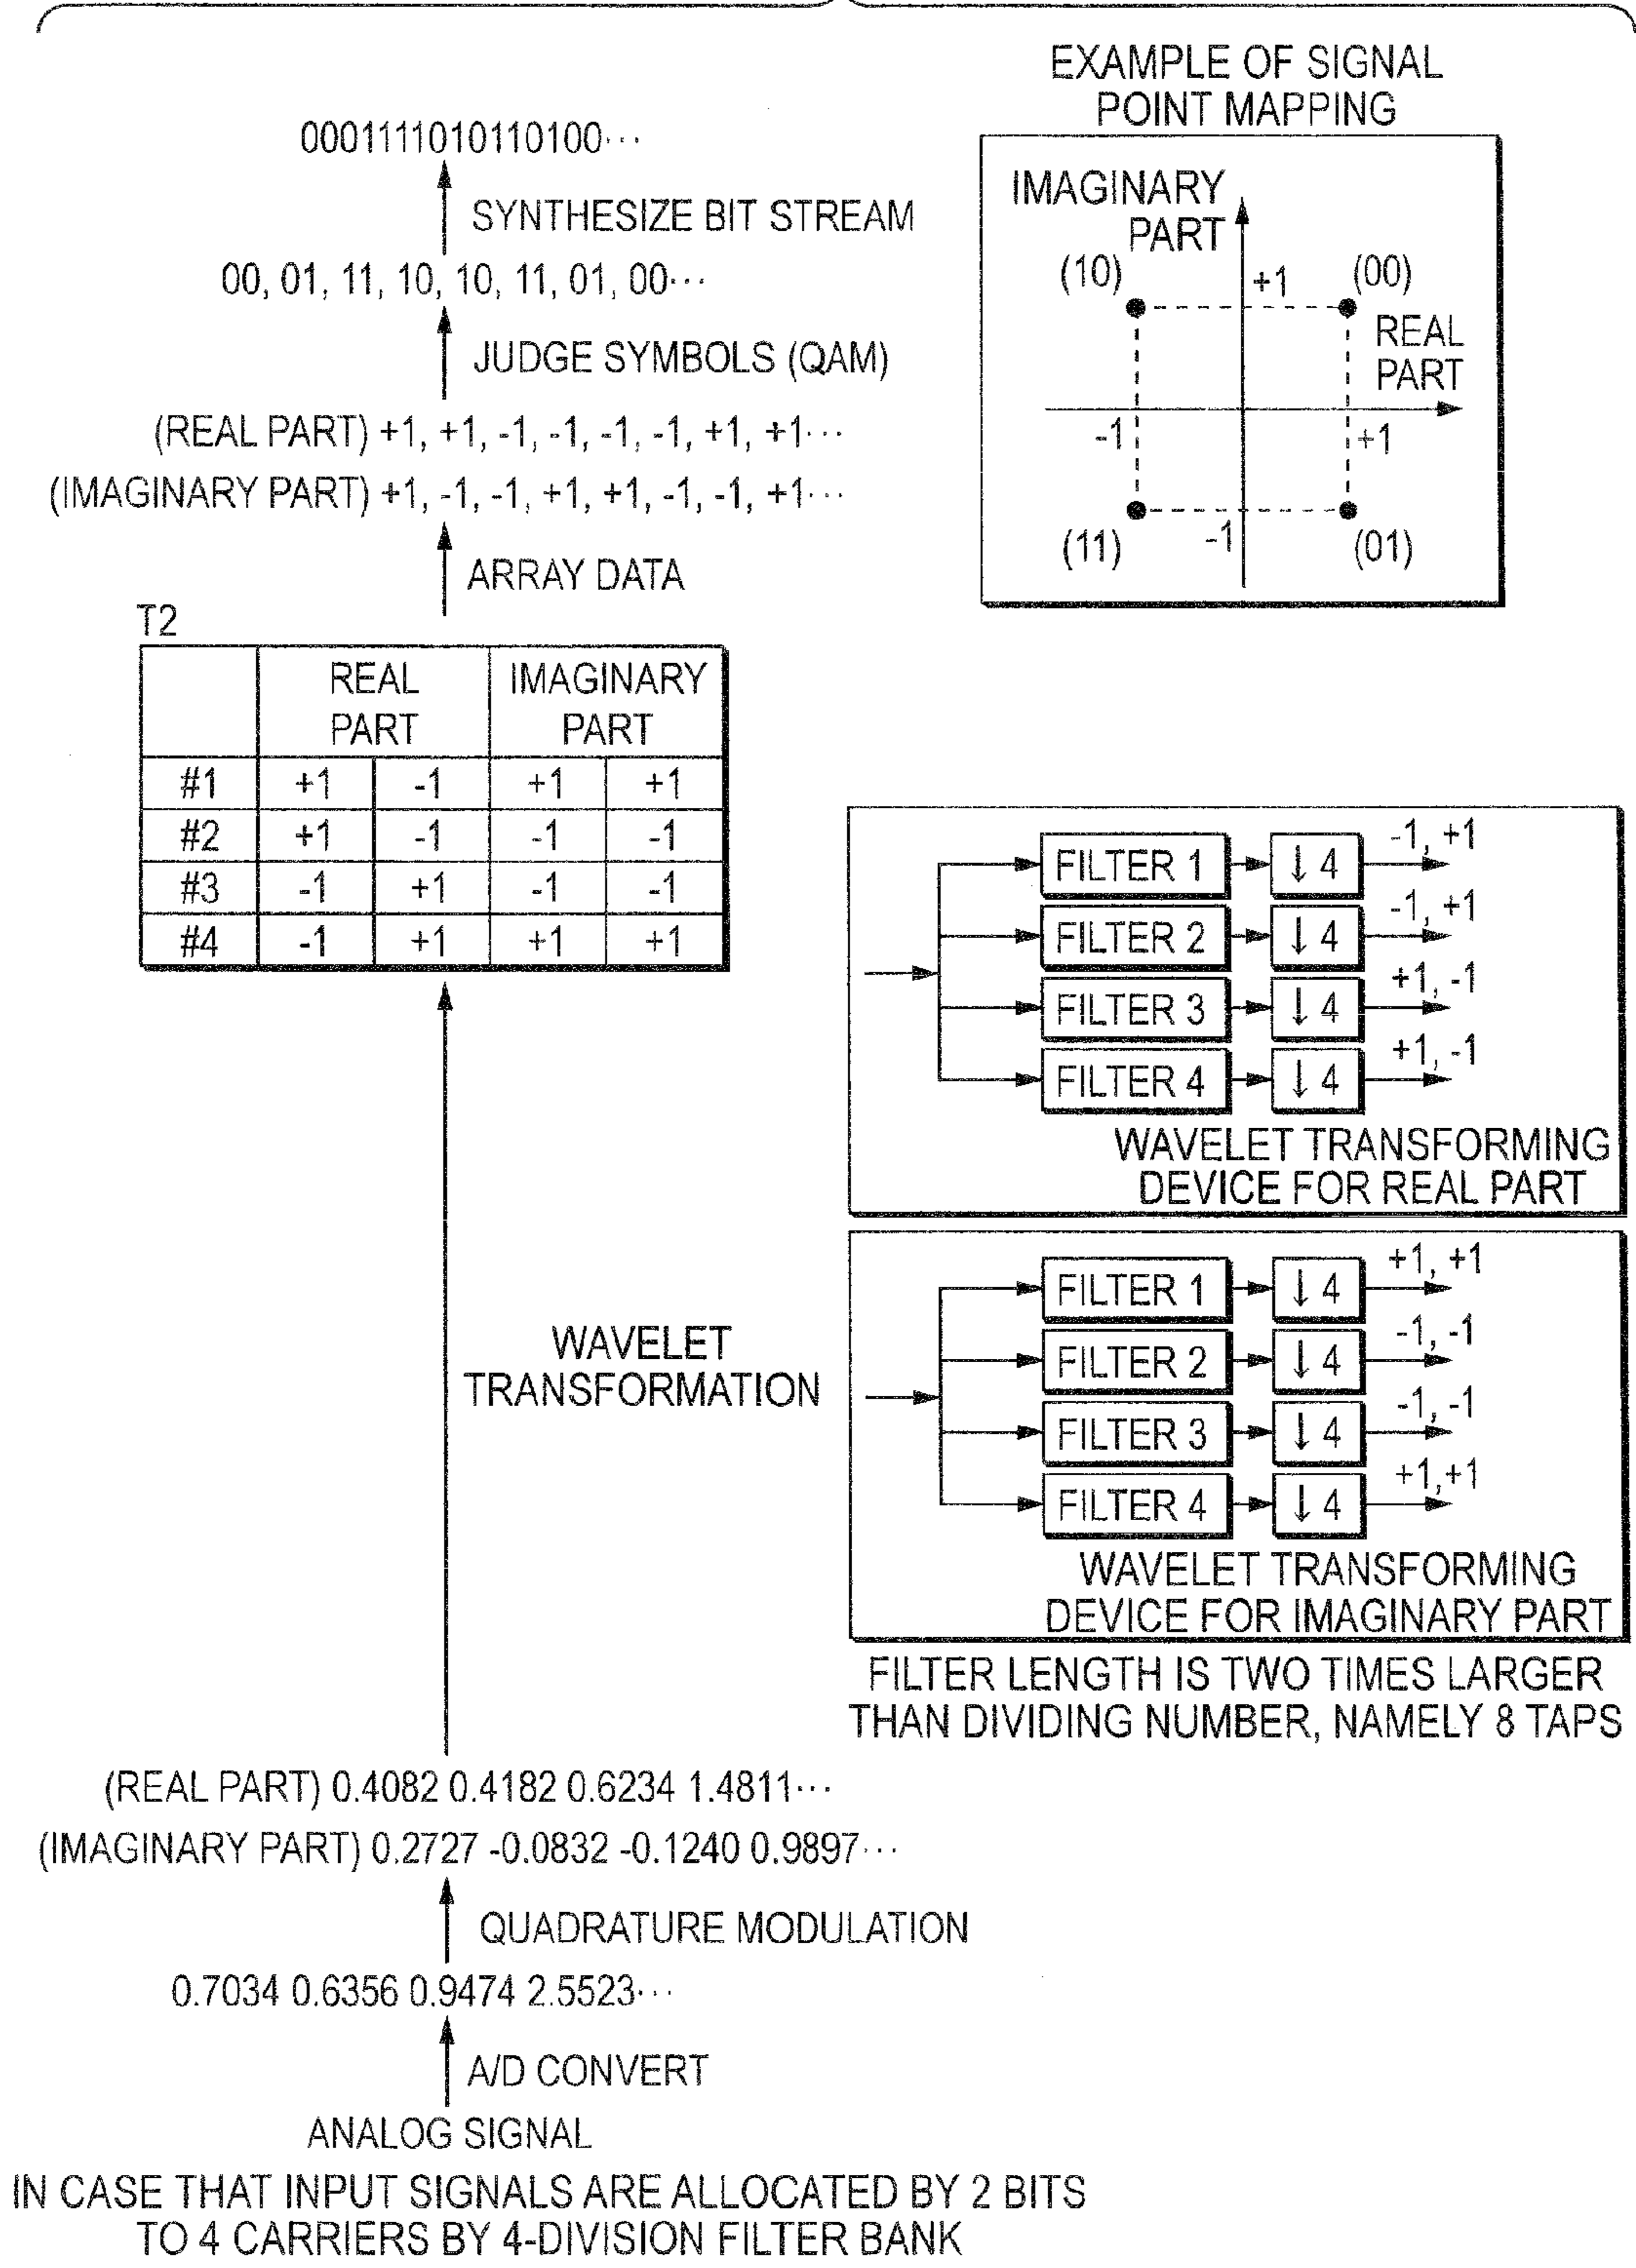 EXAMPLE OF SIGNAL
POINT MAPPING
0001111010110100···
SYNTHESIZE BIT STREAM
00, 01, 11, 10, 10, 11, 01, 00···
JUDGE SYMBOLS (QAM)
(REAL PART) +1, +1, -1, -1, -1, -1, +1, +1···
(IMAGINARY PART) +1, -1, -1, +1, +1, -1, -1, +1···
ARRAY DATA
IMAGINARY
PART
(10) +1 (00)
REAL
PART
-1 +1
(11) -1 (01)
T2
REAL PART IMAGINARY PART
#1 +1 -1 +1 +1
#2 +1 -1 -1 -1
#3 -1 +1 -1 -1
#4 -1 +1 +1 +1
FILTER 1 ↓ 4 -1, +1
FILTER 2 ↓ 4 -1, +1
FILTER 3 ↓ 4 +1, -1
FILTER 4 ↓ 4 +1, -1
WAVELET TRANSFORMING
DEVICE FOR REAL PART
FILTER 1 ↓ 4 +1, +1
FILTER 2 ↓ 4 -1, -1
FILTER 3 ↓ 4 -1, -1
FILTER 4 ↓ 4 +1,+1
WAVELET TRANSFORMING
DEVICE FOR IMAGINARY PART
FILTER LENGTH IS TWO TIMES LARGER
THAN DIVIDING NUMBER, NAMELY 8 TAPS
WAVELET
TRANSFORMATION
(REAL PART) 0.4082 0.4182 0.6234 1.4811···
(IMAGINARY PART) 0.2727 -0.0832 -0.1240 0.9897···
QUADRATURE MODULATION
0.7034 0.6356 0.9474 2.5523···
A/D CONVERT
ANALOG SIGNAL
IN CASE THAT INPUT SIGNALS ARE ALLOCATED BY 2 BITS
TO 4 CARRIERS BY 4-DIVISION FILTER BANK